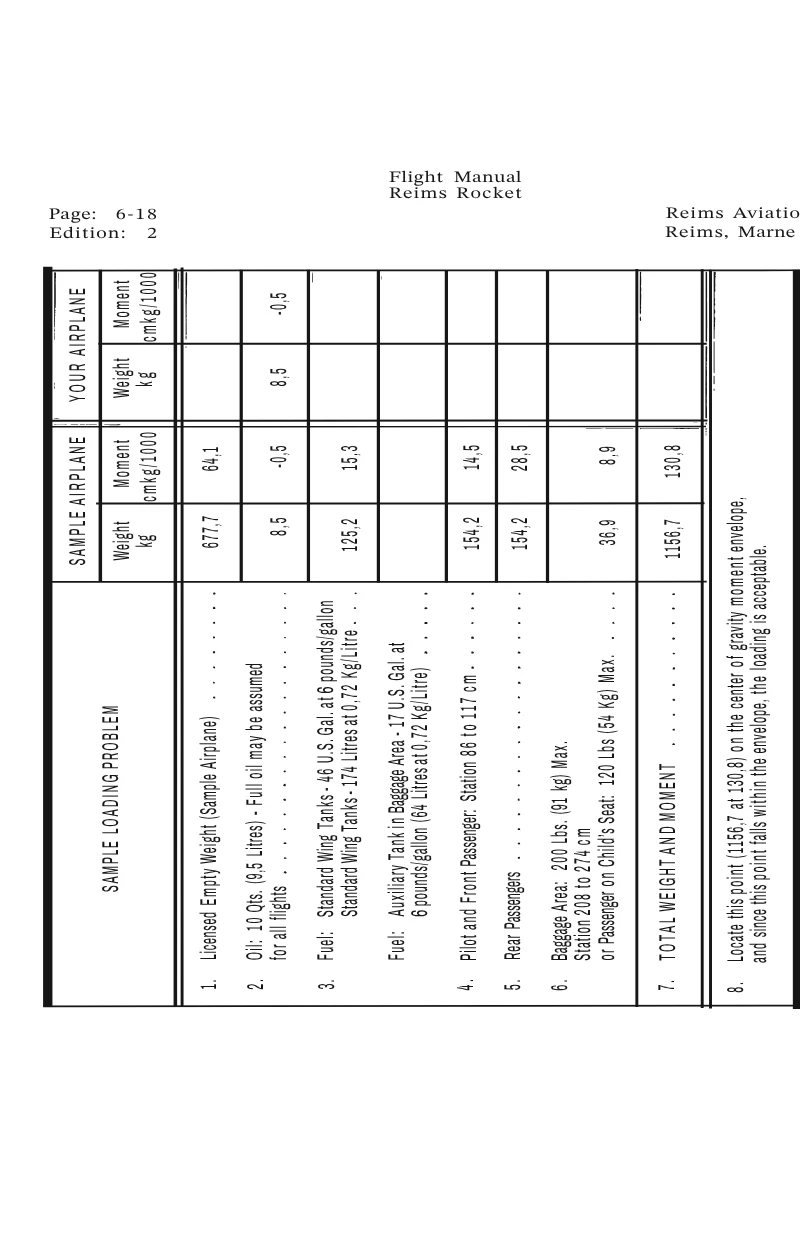 Flight Manual
Reims Rocket
Page: 6-18
Edition: 2
Reims Aviatio
Reims, Marne
SAMPLE LOADING PROBLEM
SAMPLE AIRPLANE
YOUR AIRPLANE
Weight
kg
Moment
cmkg/1000
Weight
kg
Moment
cmkg/1000
1. Licensed Empty Weight (Sample Airplane) . . . . . . . . 677,7 64,1
2. Oil: 10 Qts. (9,5 Litres) - Full oil may be assumed
for all flights . . . . . . . . . . . . . . . . . . . . 8,5 -0,5 8,5 -0,5
3. Fuel: Standard Wing Tanks - 46 U.S. Gal. at 6 pounds/gallon
Standard Wing Tanks - 174 Litres at 0,72 Kg/Litre . . . 125,2 15,3
Fuel: Auxiliary Tank in Baggage Area - 17 U.S. Gal. at
6 pounds/gallon (64 Litres at 0,72 Kg/Litre) . . . . .
4. Pilot and Front Passenger: Station 86 to 117 cm . . . . . . 154,2 14,5
5. Rear Passengers . . . . . . . . . . . . . . . . . . . 154,2 28,5
6. Baggage Area: 200 Lbs. (91 kg) Max.
Station 208 to 274 cm
or Passenger on Child's Seat: 120 Lbs (54 Kg) Max. . . . . 36,9 8,9
7. TOTAL WEIGHT AND MOMENT . . . . . . . . . . . 1156,7 130,8
8. Locate this point (1156,7 at 130,8) on the center of gravity moment envelope,
and since this point falls within the envelope, the loading is acceptable.